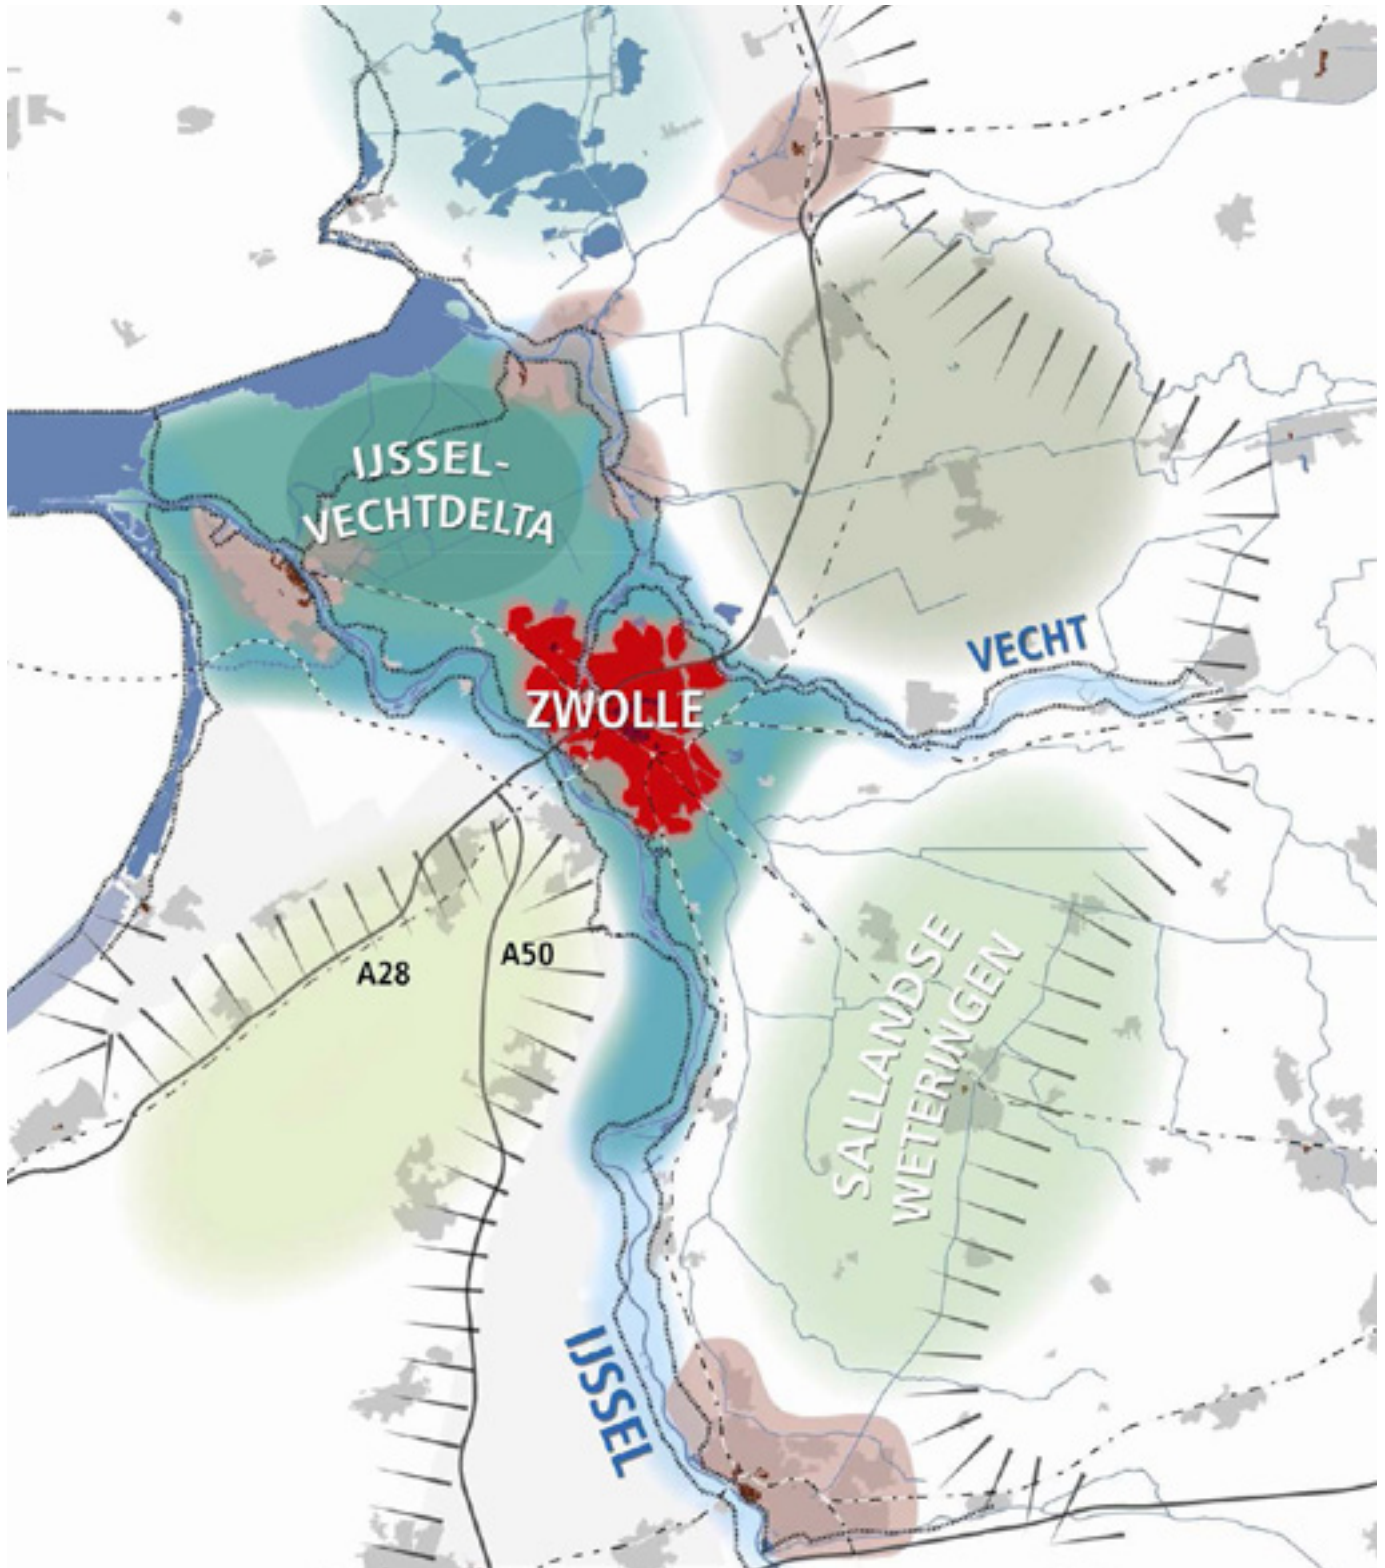 IJSSEL-
VECHTDELTA
ZWOLLE
VECHT
A28
A50
SALLANDSE
WETERINGEN
IJSSEL